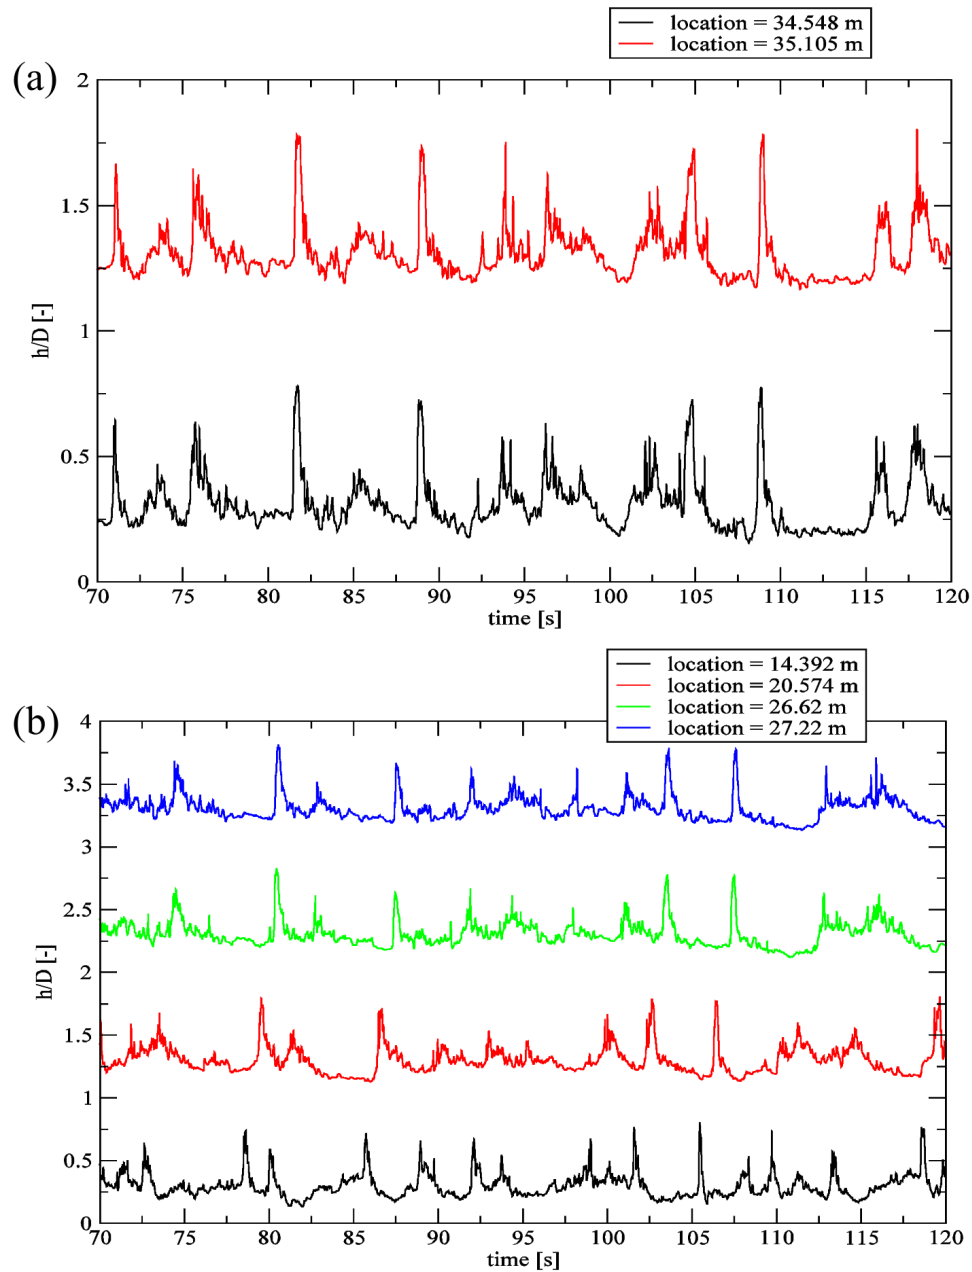 location = 34.548 m
location = 35.105 m
(a)
2
1.5
1
0.5
0
h/D [-]
70 75 80 85 90 95 100 105 110 115 120
time [s]
location = 14.392 m
location = 20.574 m
location = 26.62 m
location = 27.22 m
(b)
4
3.5
3
2.5
2
1.5
1
0.5
0
h/D [-]
70 75 80 85 90 95 100 105 110 115 120
time [s]